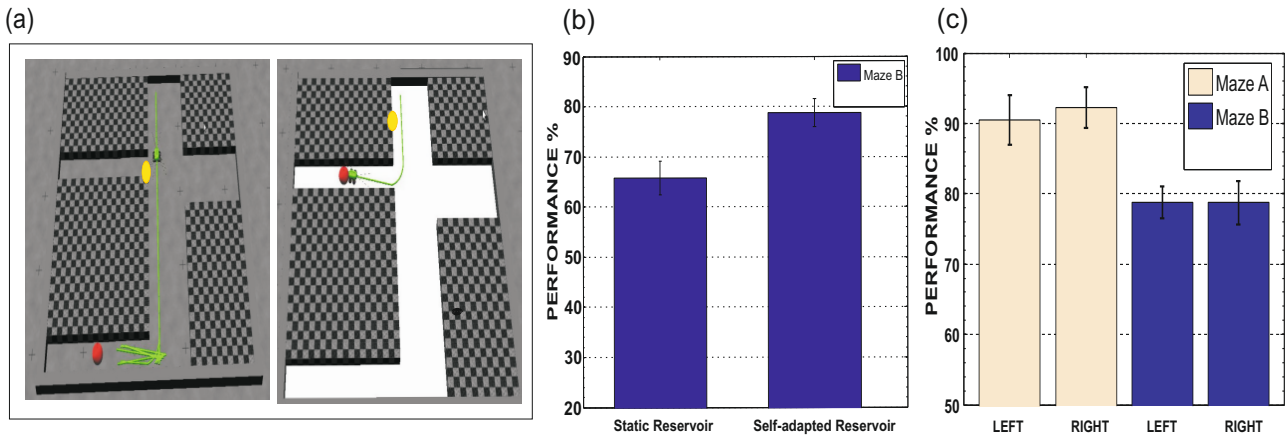 (a)
(b)
90
80
70
60
50
40
30
20
PERFORMANCE %
Maze B
Static Reservoir
Self-adapted Reservoir
(c)
100
90
80
70
60
50
PERFORMANCE %
Maze A
Maze B
LEFT
RIGHT
LEFT
RIGHT